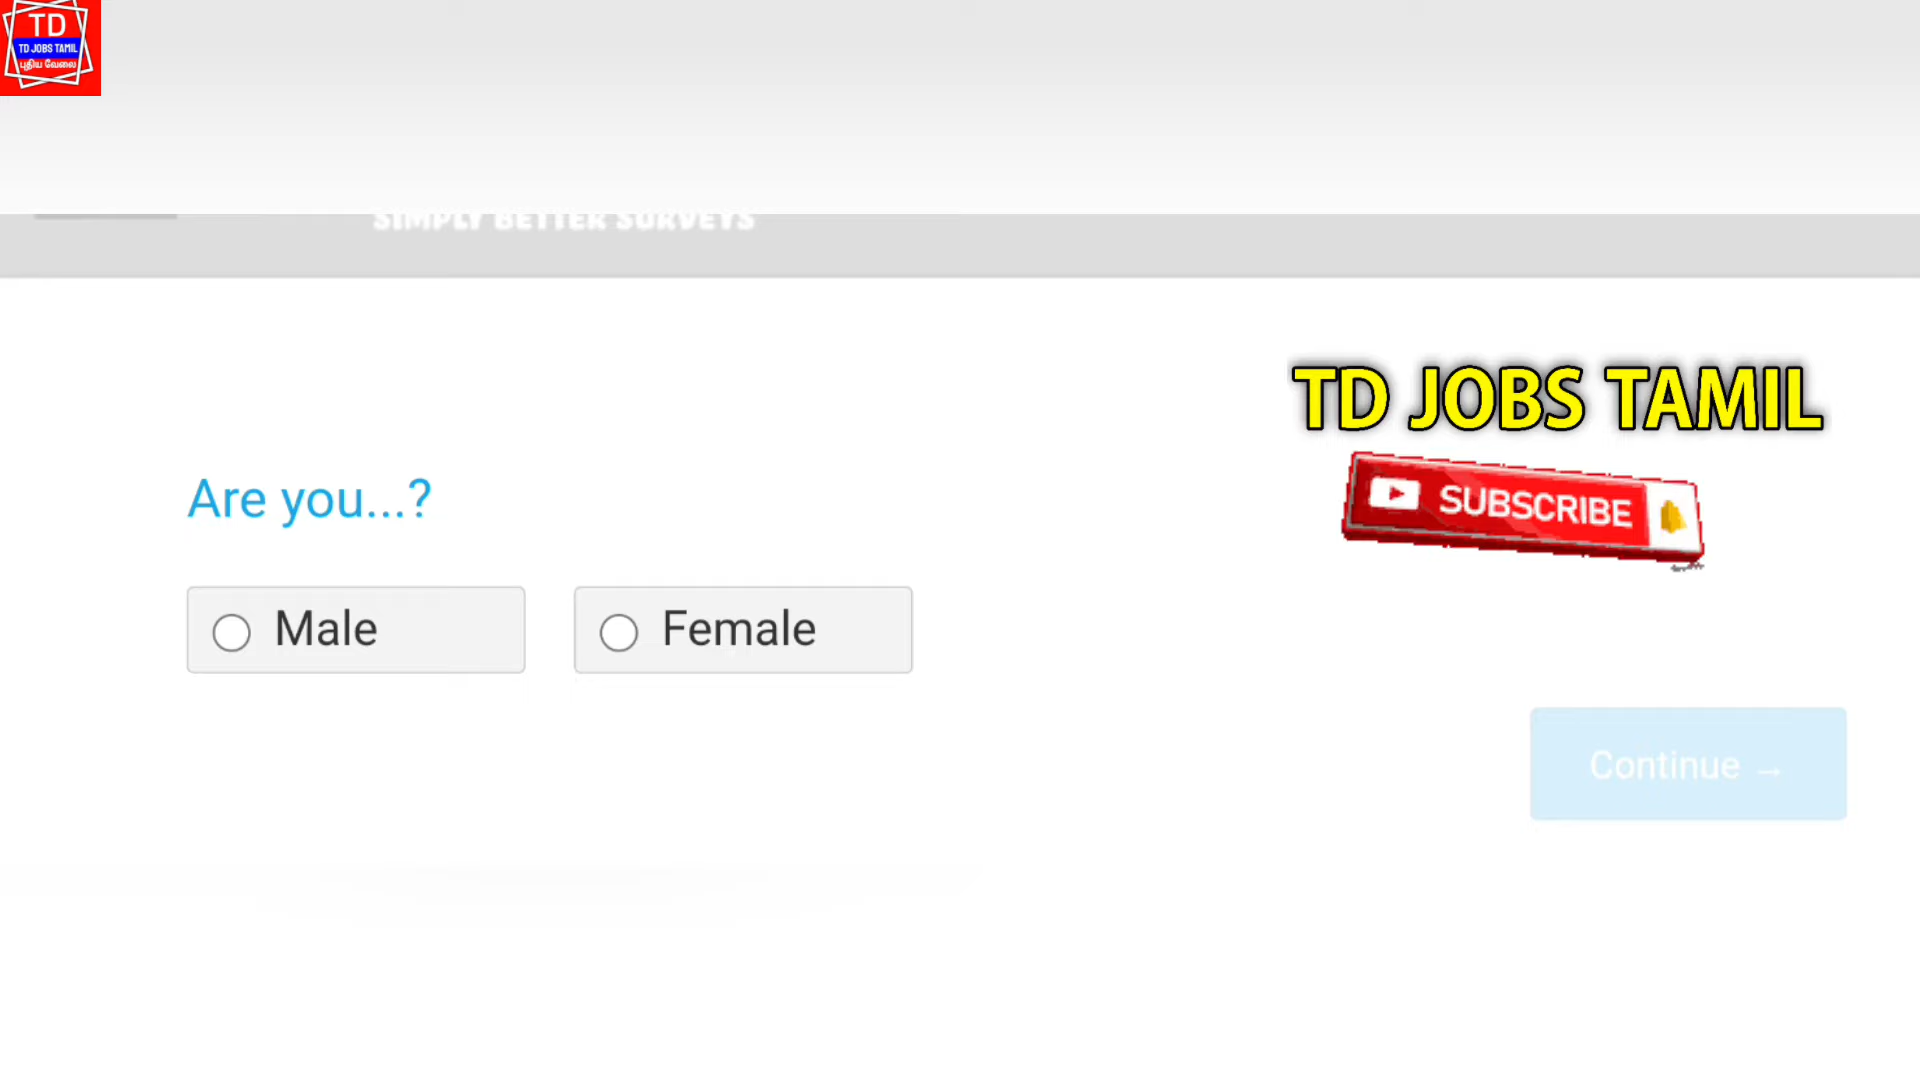 TD
TD JOBS TAMIL
புதிய வேலை
SIMPLY BETTER SURVEYS
TD JOBS TAMIL
SUBSCRIBE
Are you...?
Male
Female
Continue →